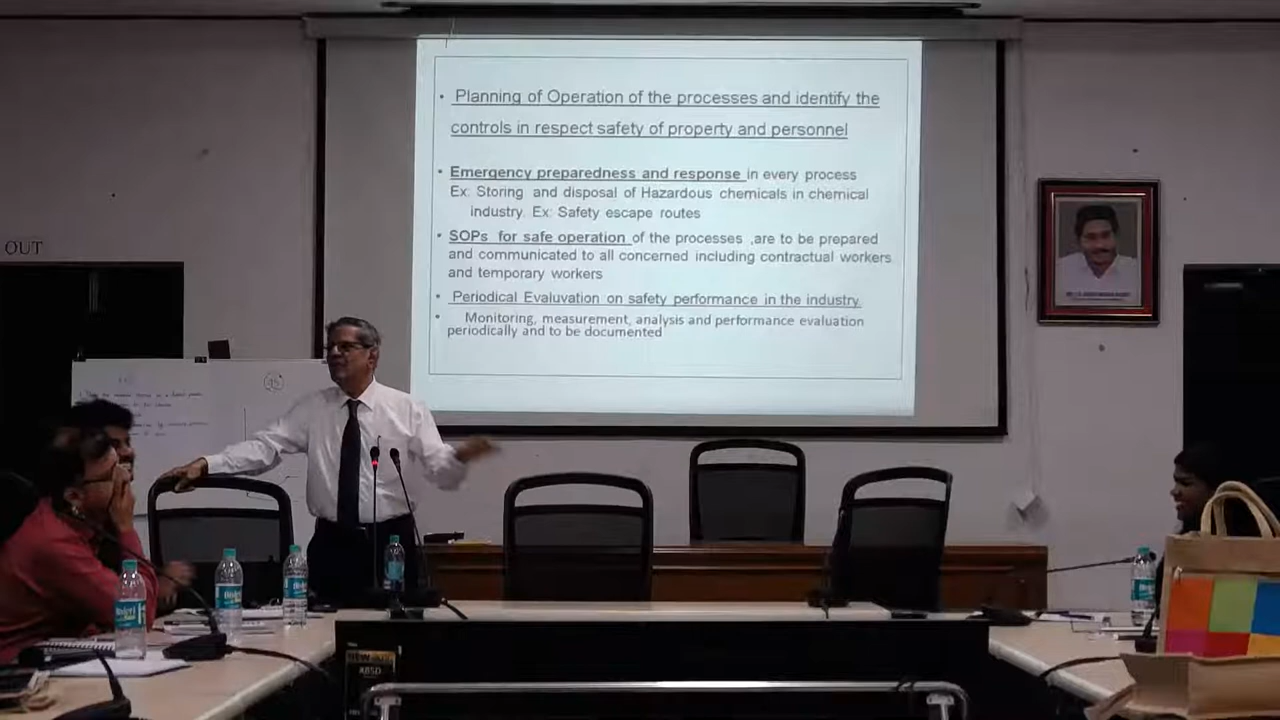 • Planning of Operation of the processes and identify the
controls in respect safety of property and personnel
• Emergency preparedness and response in every process
Ex: Storing and disposal of Hazardous chemicals in chemical
industry. Ex: Safety escape routes
• SOPs for safe operation of the processes ,are to be prepared
and communicated to all concerned including contractual workers
and temporary workers
• Periodical Evaluvation on safety performance in the industry
• Monitoring, measurement, analysis and performance evaluation
periodically and to be documented
OUT
95